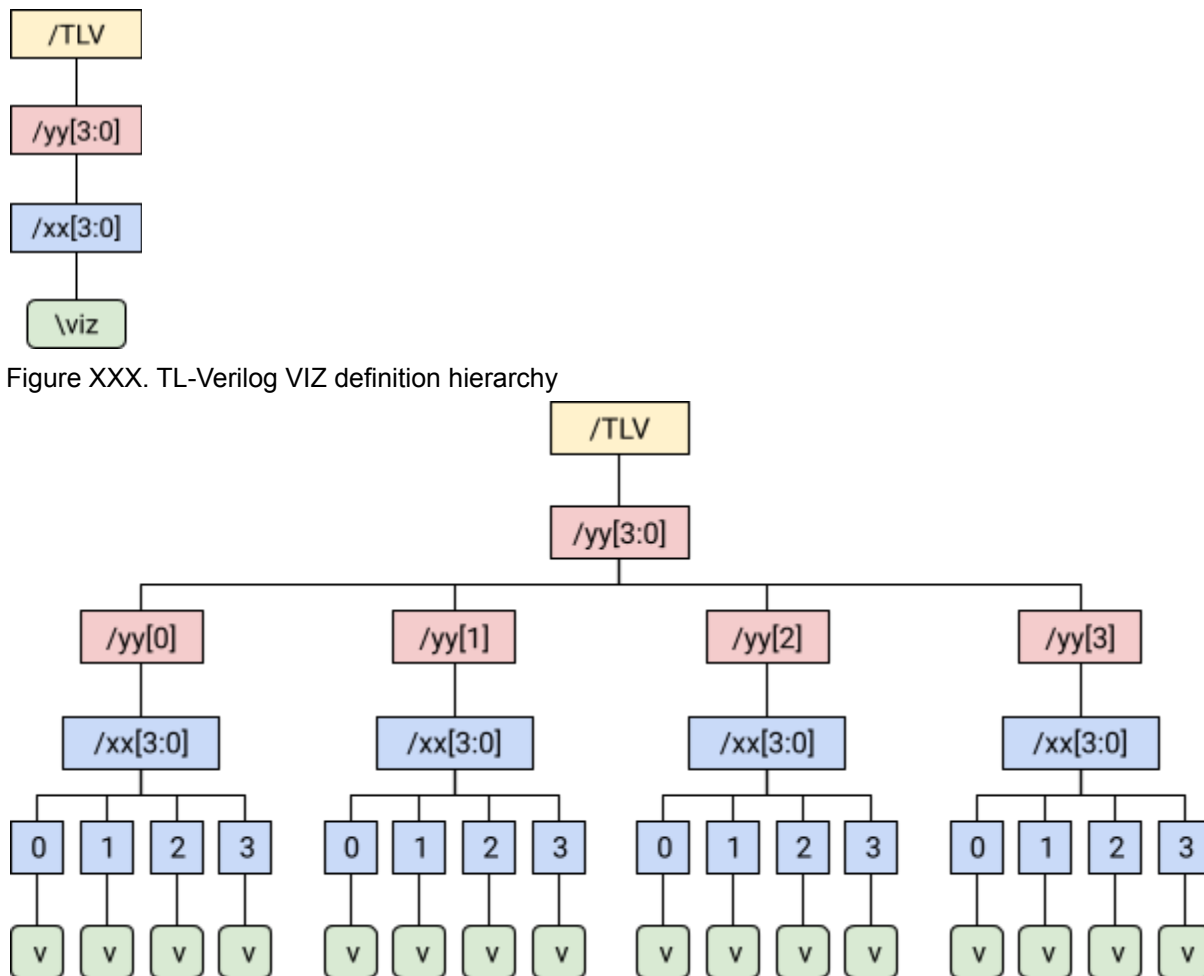 /TLV
/yy[3:0]
/xx[3:0]
\viz
Figure XXX. TL-Verilog VIZ definition hierarchy
/TLV
/yy[3:0]
/yy[0] /yy[1] /yy[2] /yy[3]
/xx[3:0] /xx[3:0] /xx[3:0] /xx[3:0]
0 1 2 3 0 1 2 3 0 1 2 3 0 1 2 3
v v v v v v v v v v v v v v v v